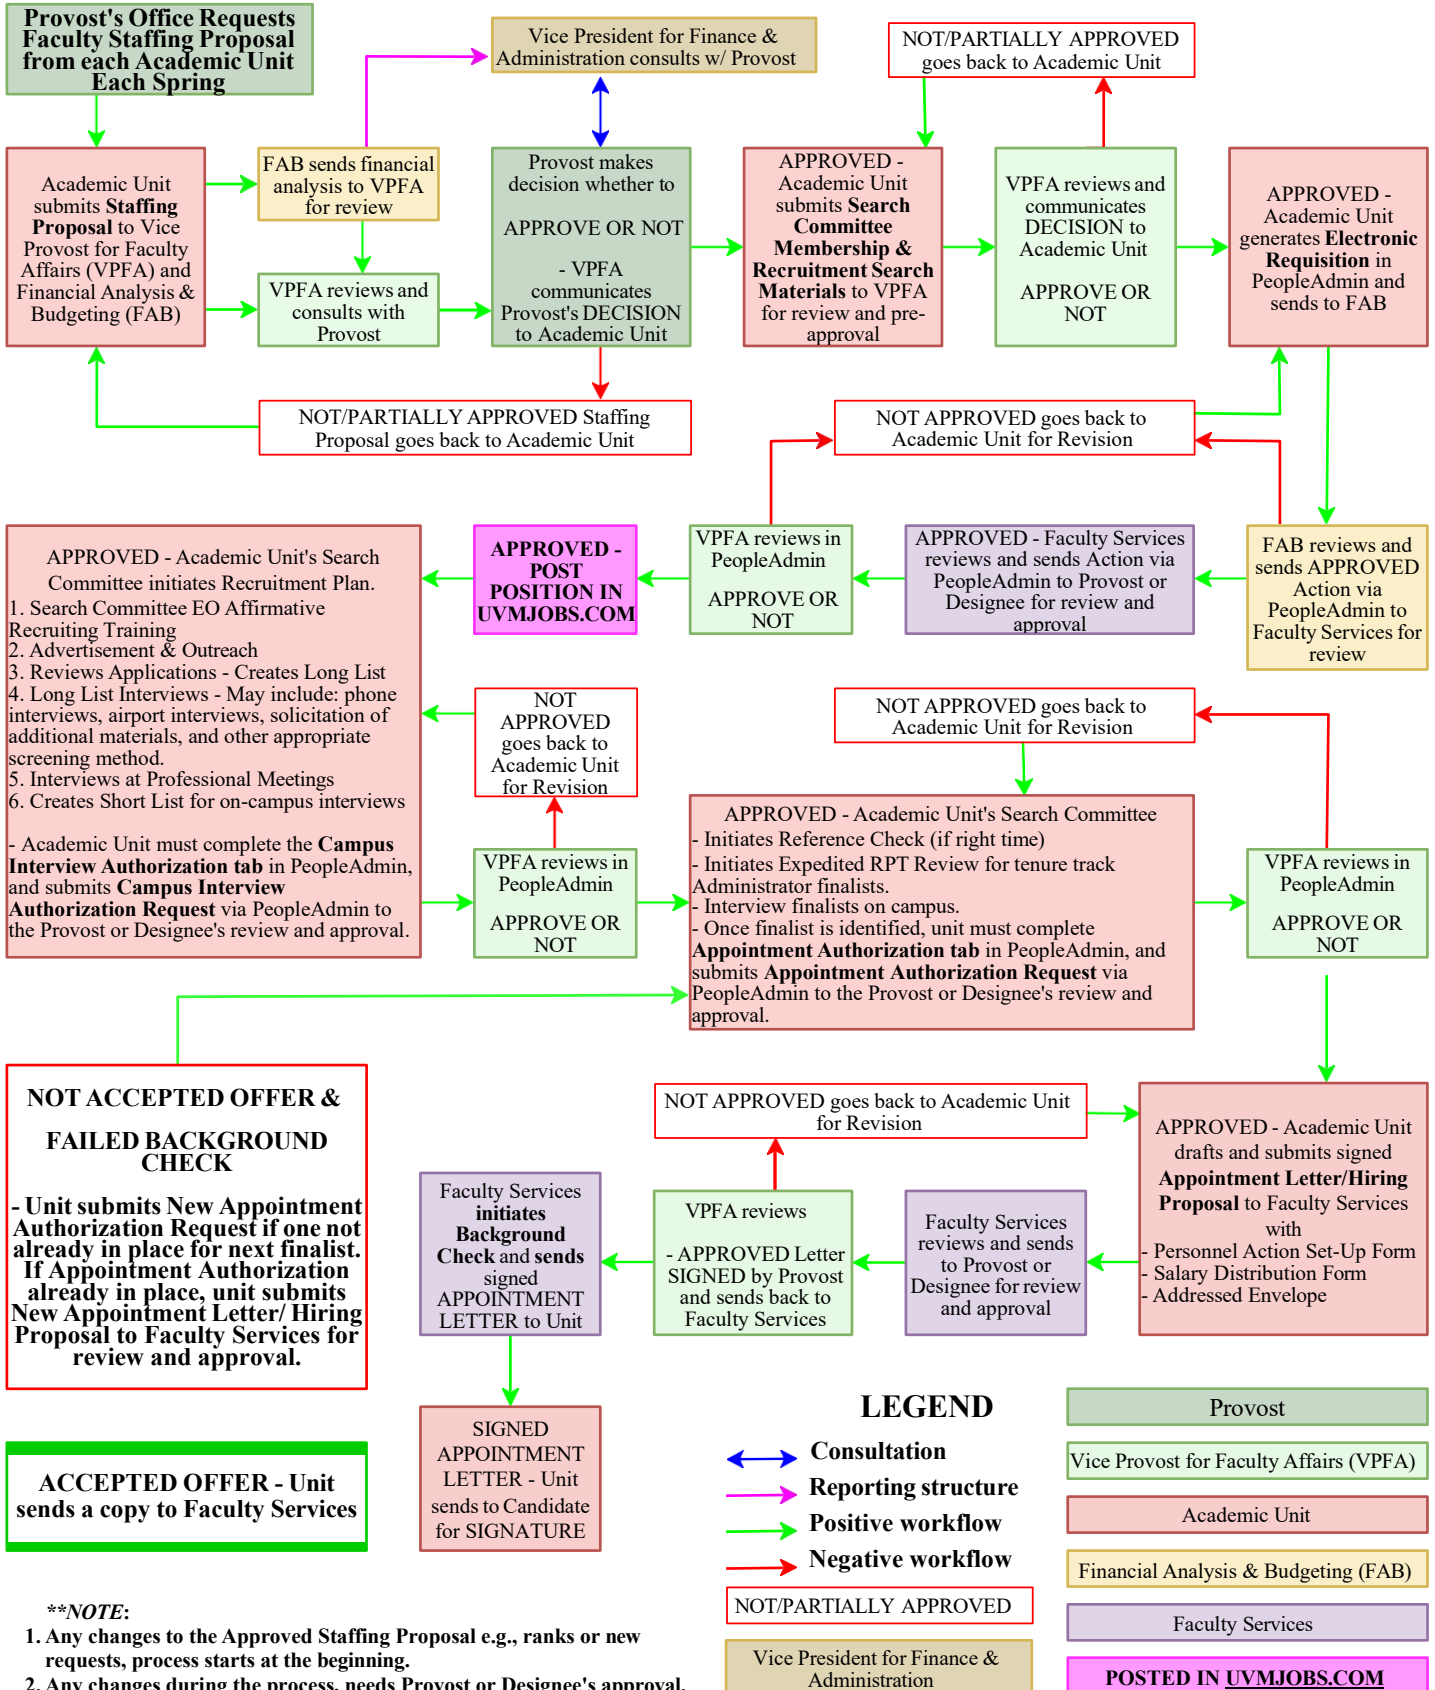 Provost's Office Requests
Faculty Staffing Proposal
from each Academic Unit
Each Spring
Vice President for Finance &
Administration consults w/ Provost
NOT/PARTIALLY APPROVED
goes back to Academic Unit
Academic Unit
submits Staffing
Proposal to Vice
Provost for Faculty
Affairs (VPFA) and
Financial Analysis &
Budgeting (FAB)
FAB sends financial
analysis to VPFA
for review
VPFA reviews and
consults with
Provost
Provost makes
decision whether to
APPROVE OR NOT
- VPFA
communicates
Provost's DECISION
to Academic Unit
APPROVED -
Academic Unit
submits Search
Committee
Membership &
Recruitment Search
Materials to VPFA
for review and pre-
approval
VPFA reviews and
communicates
DECISION to
Academic Unit
APPROVE OR
NOT
APPROVED -
Academic Unit
generates Electronic
Requisition in
PeopleAdmin and
sends to FAB
NOT/PARTIALLY APPROVED Staffing
Proposal goes back to Academic Unit
NOT APPROVED goes back to
Academic Unit for Revision
APPROVED - Academic Unit's Search
Committee initiates Recruitment Plan.
1. Search Committee EO Affirmative
Recruiting Training
2. Advertisement & Outreach
3. Reviews Applications - Creates Long List
4. Long List Interviews - May include: phone
interviews, airport interviews, solicitation of
additional materials, and other appropriate
screening method.
5. Interviews at Professional Meetings
6. Creates Short List for on-campus interviews
- Academic Unit must complete the Campus
Interview Authorization tab in PeopleAdmin,
and submits Campus Interview
Authorization Request via PeopleAdmin to
the Provost or Designee's review and approval.
APPROVED -
POST
POSITION IN
UVMJOBS.COM
VPFA reviews in
PeopleAdmin
APPROVE OR
NOT
APPROVED - Faculty Services
reviews and sends Action via
PeopleAdmin to Provost or
Designee for review and
approval
FAB reviews and
sends APPROVED
Action via
PeopleAdmin to
Faculty Services for
review
NOT
APPROVED
goes back to
Academic Unit
for Revision
NOT APPROVED goes back to
Academic Unit for Revision
VPFA reviews in
PeopleAdmin
APPROVE OR
NOT
APPROVED - Academic Unit's Search Committee
- Initiates Reference Check (if right time)
- Initiates Expedited RPT Review for tenure track
Administrator finalists.
- Interview finalists on campus.
- Once finalist is identified, unit must complete
Appointment Authorization tab in PeopleAdmin, and
submits Appointment Authorization Request via
PeopleAdmin to the Provost or Designee's review and
approval.
VPFA reviews in
PeopleAdmin
APPROVE OR
NOT
NOT ACCEPTED OFFER &
FAILED BACKGROUND
CHECK
- Unit submits New Appointment
Authorization Request if one not
already in place for next finalist.
If Appointment Authorization
already in place, unit submits
New Appointment Letter/ Hiring
Proposal to Faculty Services for
review and approval.
NOT APPROVED goes back to Academic Unit
for Revision
Faculty Services
initiates
Background
Check and sends
signed
APPOINTMENT
LETTER to Unit
VPFA reviews
- APPROVED Letter
SIGNED by Provost
and sends back to
Faculty Services
Faculty Services
reviews and sends
to Provost or
Designee for review
and approval
APPROVED - Academic Unit
drafts and submits signed
Appointment Letter/Hiring
Proposal to Faculty Services
with
- Personnel Action Set-Up Form
- Salary Distribution Form
- Addressed Envelope
ACCEPTED OFFER - Unit
sends a copy to Faculty Services
SIGNED
APPOINTMENT
LETTER - Unit
sends to Candidate
for SIGNATURE
LEGEND
Consultation
Reporting structure
Positive workflow
Negative workflow
NOT/PARTIALLY APPROVED
Vice President for Finance &
Administration
Provost
Vice Provost for Faculty Affairs (VPFA)
Academic Unit
Financial Analysis & Budgeting (FAB)
Faculty Services
POSTED IN UVMJOBS.COM
**NOTE:
1. Any changes to the Approved Staffing Proposal e.g., ranks or new
requests, process starts at the beginning.
2. Any changes during the process, needs Provost or Designee's approval.